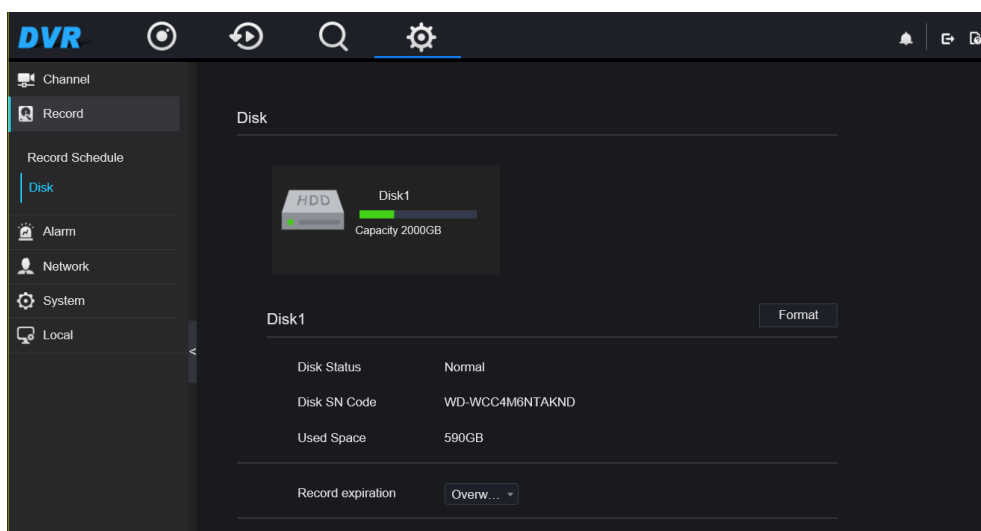 DVR
Channel
Record
Record Schedule
Disk
Alarm
Network
System
Local
<
Disk
HDD
Disk1
Capacity 2000GB
Disk1
Format
Disk Status Normal
Disk SN Code WD-WCC4M6NTAKND
Used Space 590GB
Record expiration Overw...